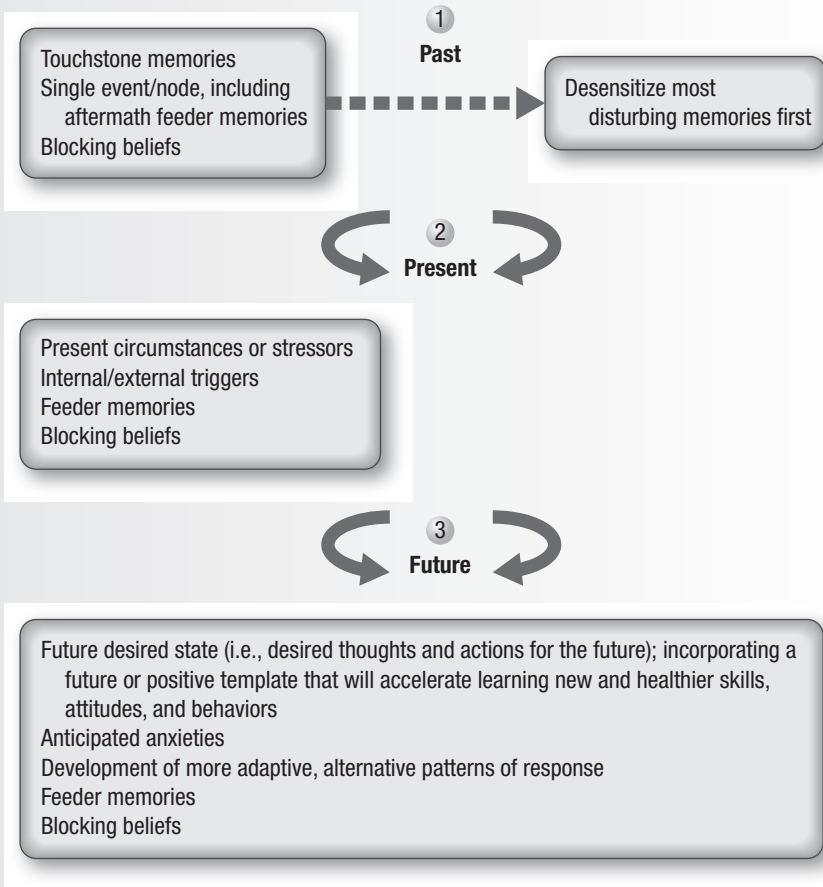 1
Past
Touchstone memories
Single event/node, including
aftermath feeder memories
Blocking beliefs
Desensitize most
disturbing memories first
2
Present
Present circumstances or stressors
Internal/external triggers
Feeder memories
Blocking beliefs
3
Future
Future desired state (i.e., desired thoughts and actions for the future); incorporating a
future or positive template that will accelerate learning new and healthier skills,
attitudes, and behaviors
Anticipated anxieties
Development of more adaptive, alternative patterns of response
Feeder memories
Blocking beliefs